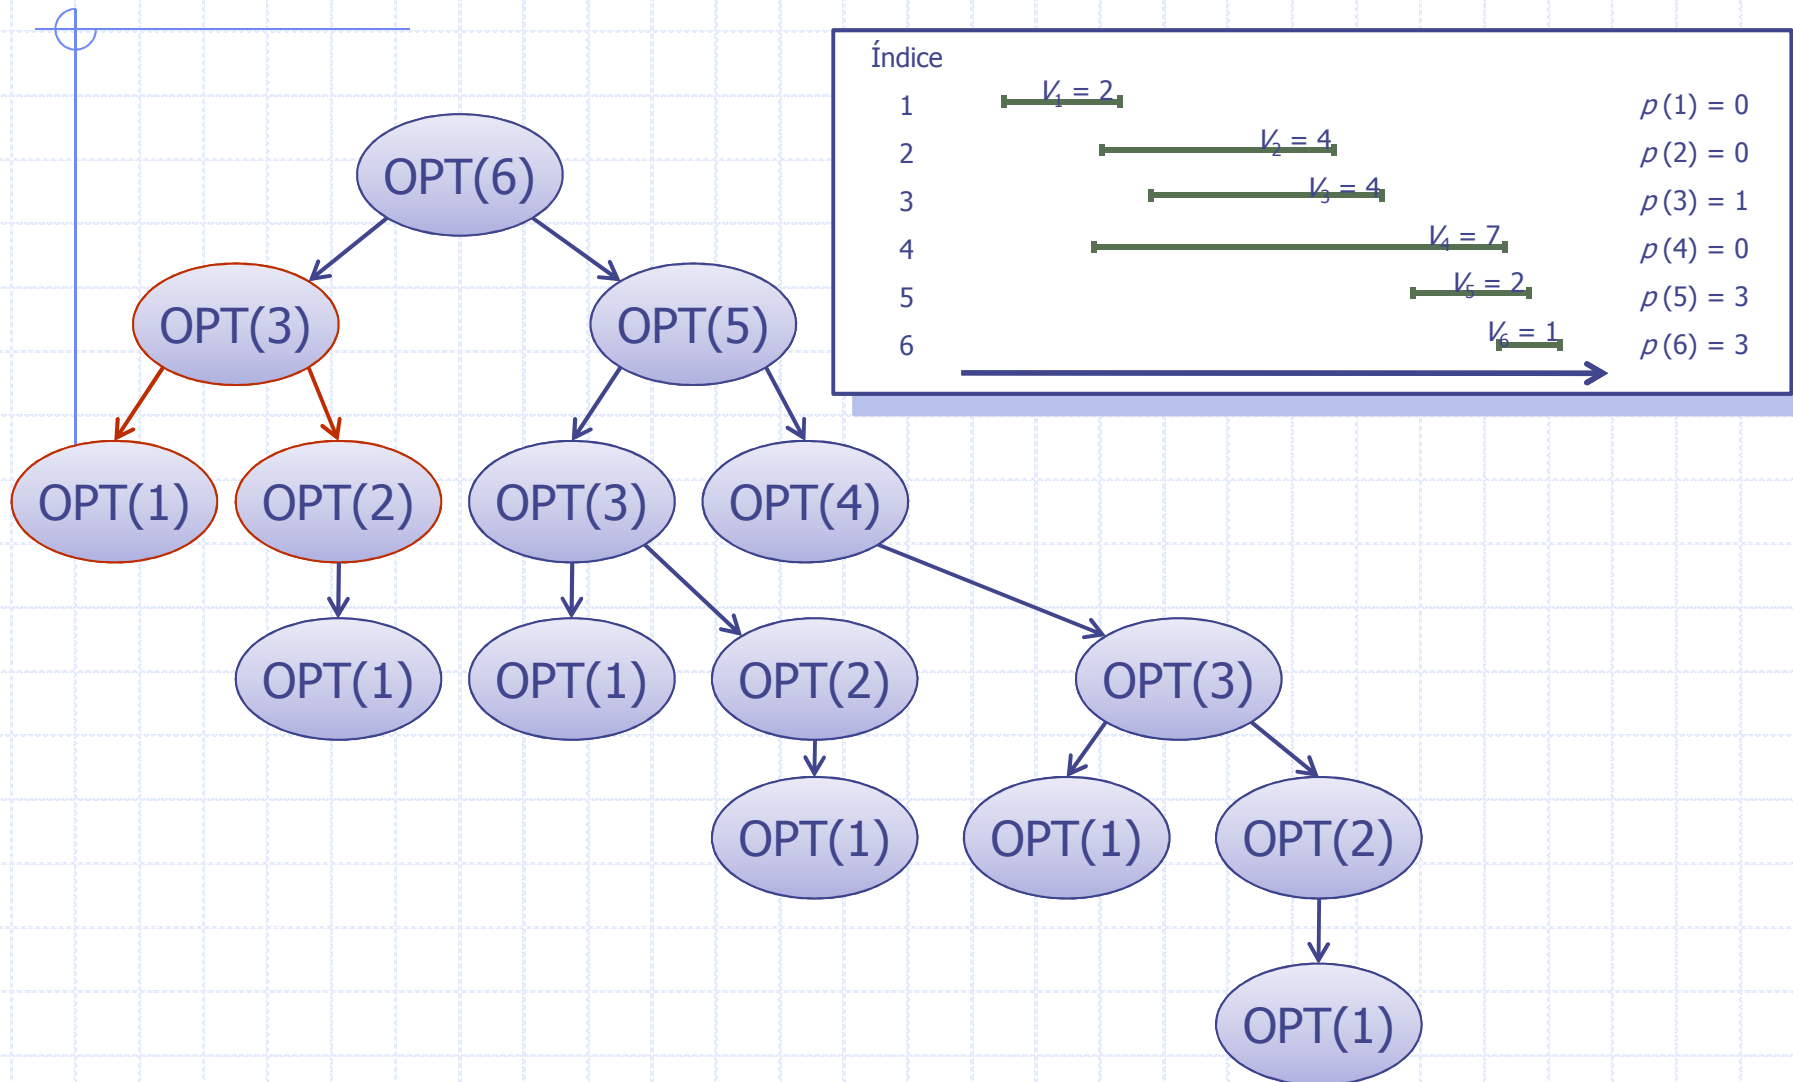 Índice
1 V1 = 2 p (1) = 0
2 V2 = 4 p (2) = 0
3 V3 = 4 p (3) = 1
4 V4 = 7 p (4) = 0
5 V5 = 2 p (5) = 3
6 V6 = 1 p (6) = 3
OPT(6)
OPT(3) OPT(5)
OPT(1) OPT(2) OPT(3) OPT(4)
OPT(1) OPT(1) OPT(2) OPT(3)
OPT(1) OPT(1) OPT(2)
OPT(1)